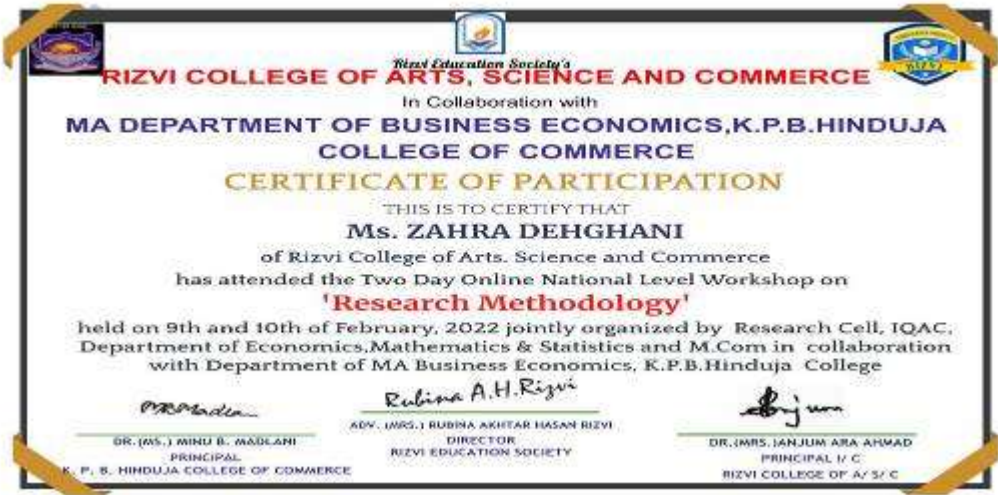 Rizvi Education Society's
RIZVI COLLEGE OF ARTS, SCIENCE AND COMMERCE
In Collaboration with
MA DEPARTMENT OF BUSINESS ECONOMICS,K.P.B.HINDUJA
COLLEGE OF COMMERCE
CERTIFICATE OF PARTICIPATION
THIS IS TO CERTIFY THAT
Ms. ZAHRA DEHGHANI
of Rizvi College of Arts. Science and Commerce
has attended the Two Day Online National Level Workshop on
'Research Methodology'
held on 9th and 10th of February, 2022 jointly organized by Research Cell, IQAC,
Department of Economics,Mathematics & Statistics and M.Com in collaboration
with Department of MA Business Economics, K.P.B.Hinduja College
Rubina A.H.Rizvi
DR.(MS.) MINU B. MADLANI
PRINCIPAL
K. P. B. HINDUJA COLLEGE OF COMMERCE
ADV. (MRS.) RUBINA AKHTAR HASAN RIZVI
DIRECTOR
RIZVI EDUCATION SOCIETY
DR.(MRS.)ANJUM ARA AHMAD
PRINCIPAL I/ C
RIZVI COLLEGE OF A/ S/ C